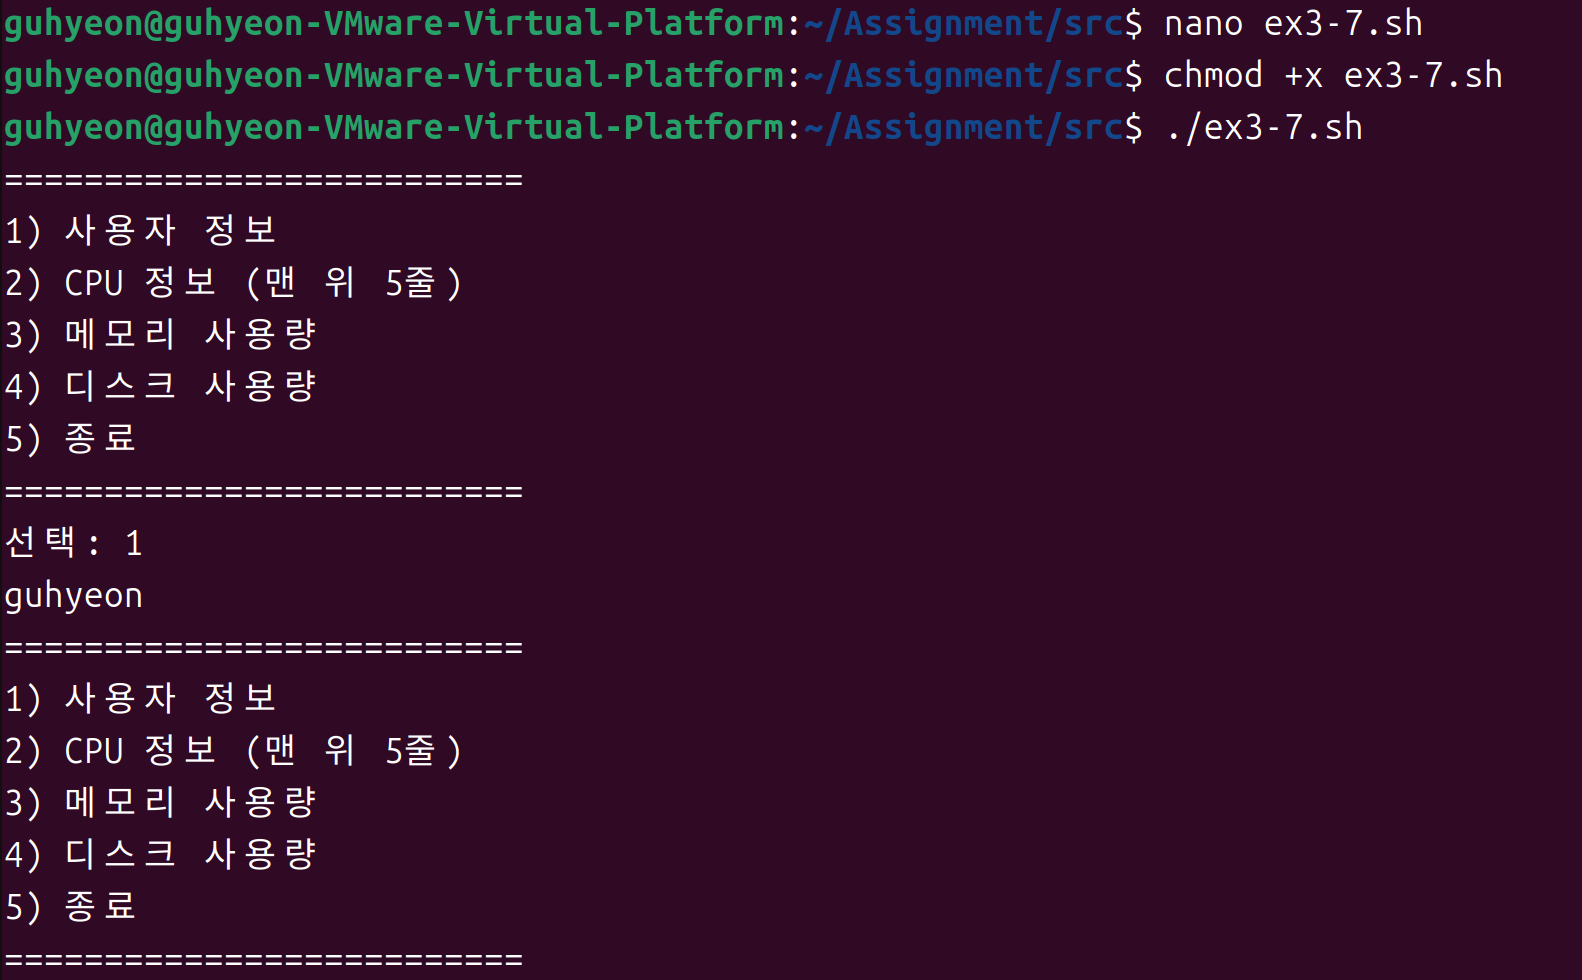 guhyeon@guhyeon-VMware-Virtual-Platform:~/Assignment/src$ nano ex3-7.sh
guhyeon@guhyeon-VMware-Virtual-Platform:~/Assignment/src$ chmod +x ex3-7.sh
guhyeon@guhyeon-VMware-Virtual-Platform:~/Assignment/src$ ./ex3-7.sh
==========================
1) 사용자 정보
2) CPU 정보 (맨 위 5줄)
3) 메모리 사용량
4) 디스크 사용량
5) 종료
==========================
선택: 1
guhyeon
==========================
1) 사용자 정보
2) CPU 정보 (맨 위 5줄)
3) 메모리 사용량
4) 디스크 사용량
5) 종료
==========================